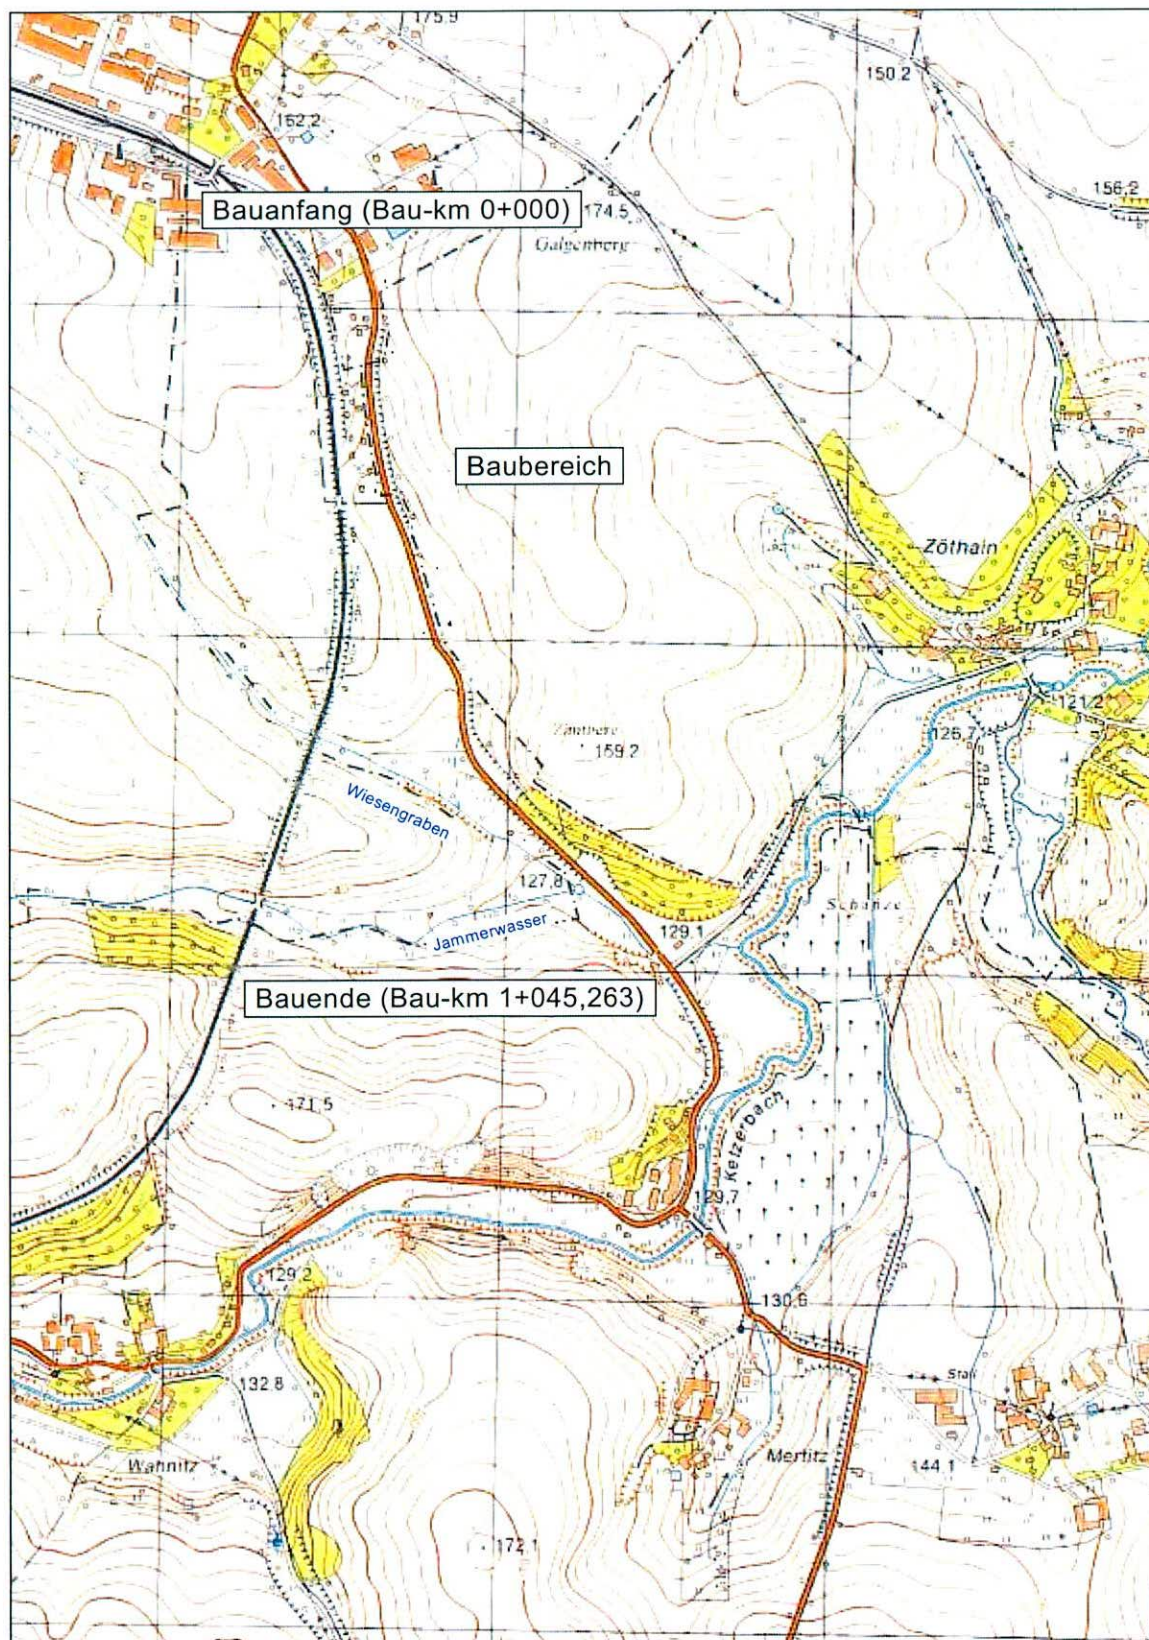 175.9
150.2
152,2
156,2
Bauanfang (Bau-km 0+000)
174.5
Galgenberg
Baubereich
Zöthain
121.2
126.7
159.2
Wiesengraben
127,8
Schanze
129.1
Jammerwasser
Bauende (Bau-km 1+045,263)
171.5
Ketzerbach
129.7
129.2
130.6
Stall
132.8
Wahnitz
Mertitz
144.1
172.1